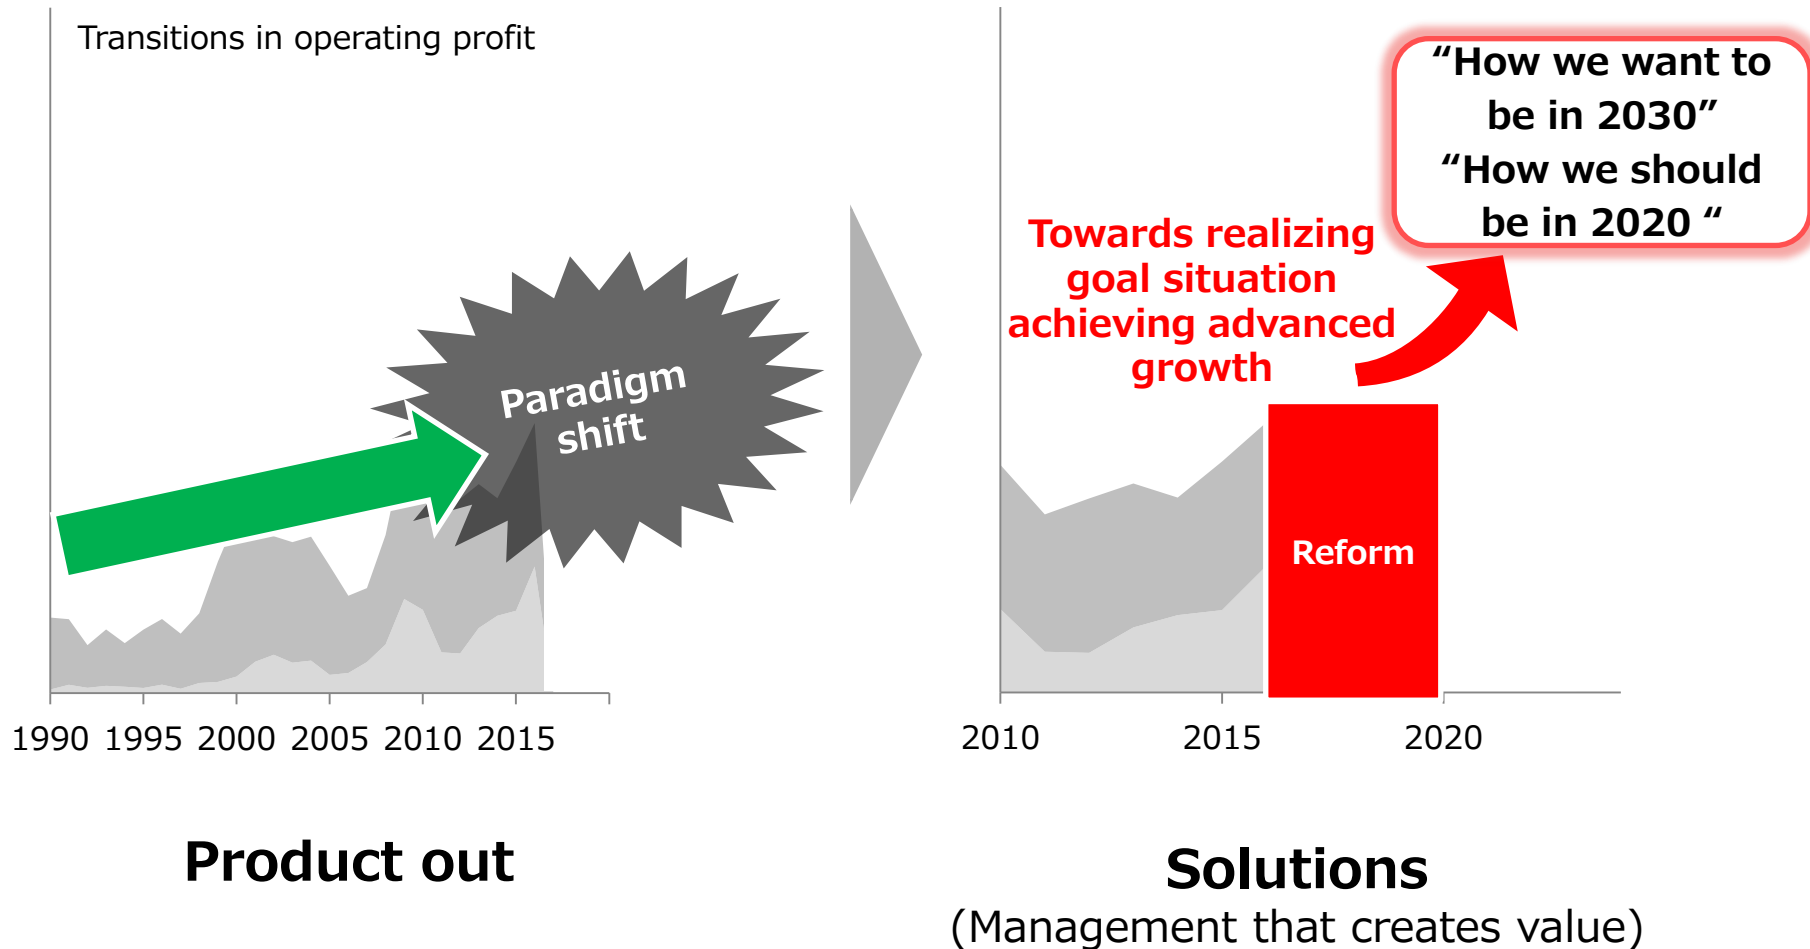 Transitions in operating profit
Paradigm
shift
1990 1995 2000 2005 2010 2015
Product out
“How we want to
be in 2030”
“How we should
be in 2020 “
Towards realizing
goal situation
achieving advanced
growth
Reform
2010 2015 2020
Solutions
(Management that creates value)